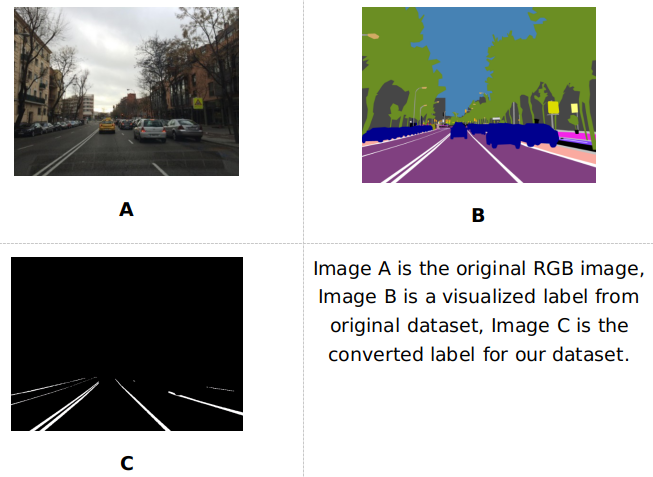 A
B
Image A is the original RGB image,
Image B is a visualized label from
original dataset, Image C is the
converted label for our dataset.
C